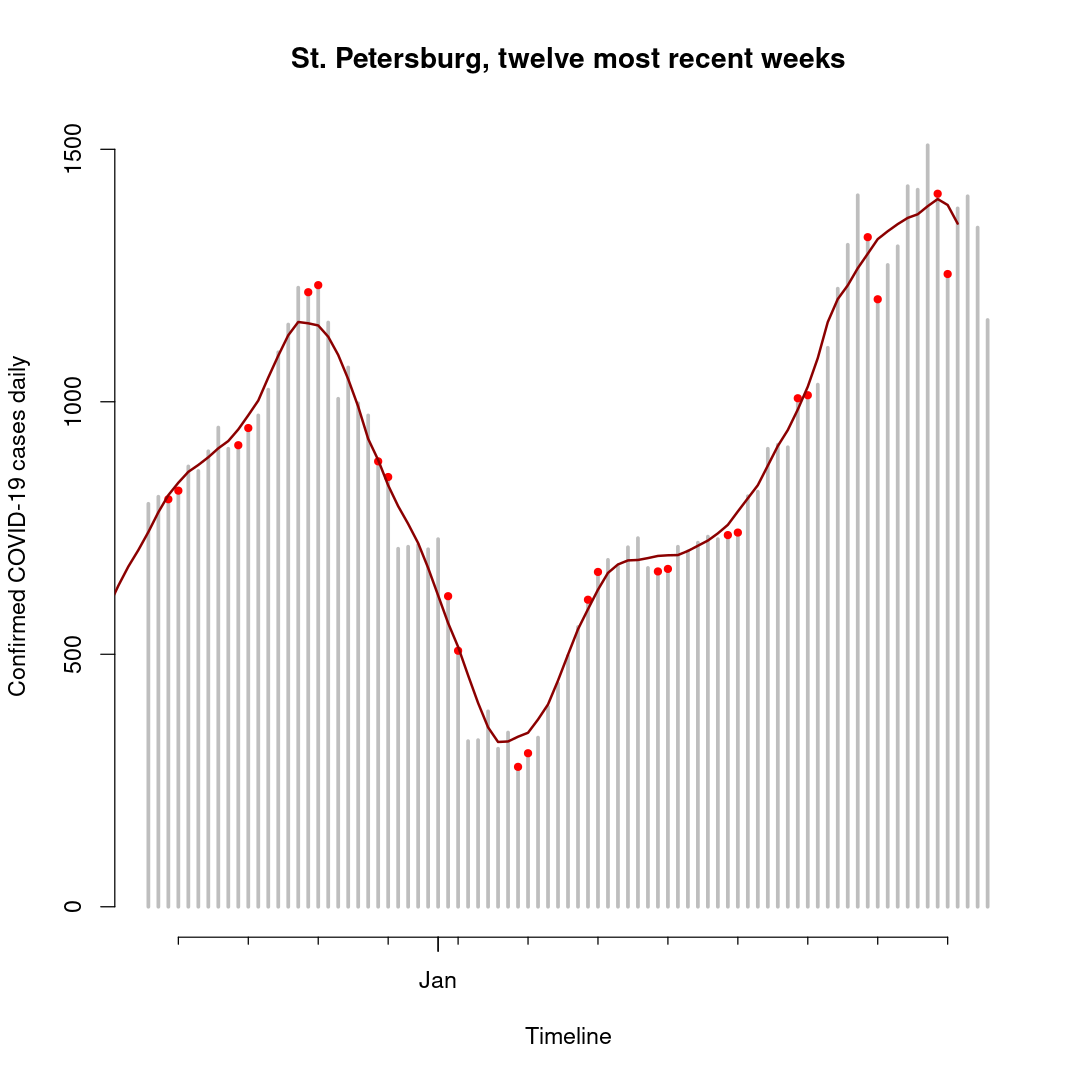 St. Petersburg, twelve most recent weeks
Confirmed COVID-19 cases daily
1500
1000
500
0
Jan
Timeline